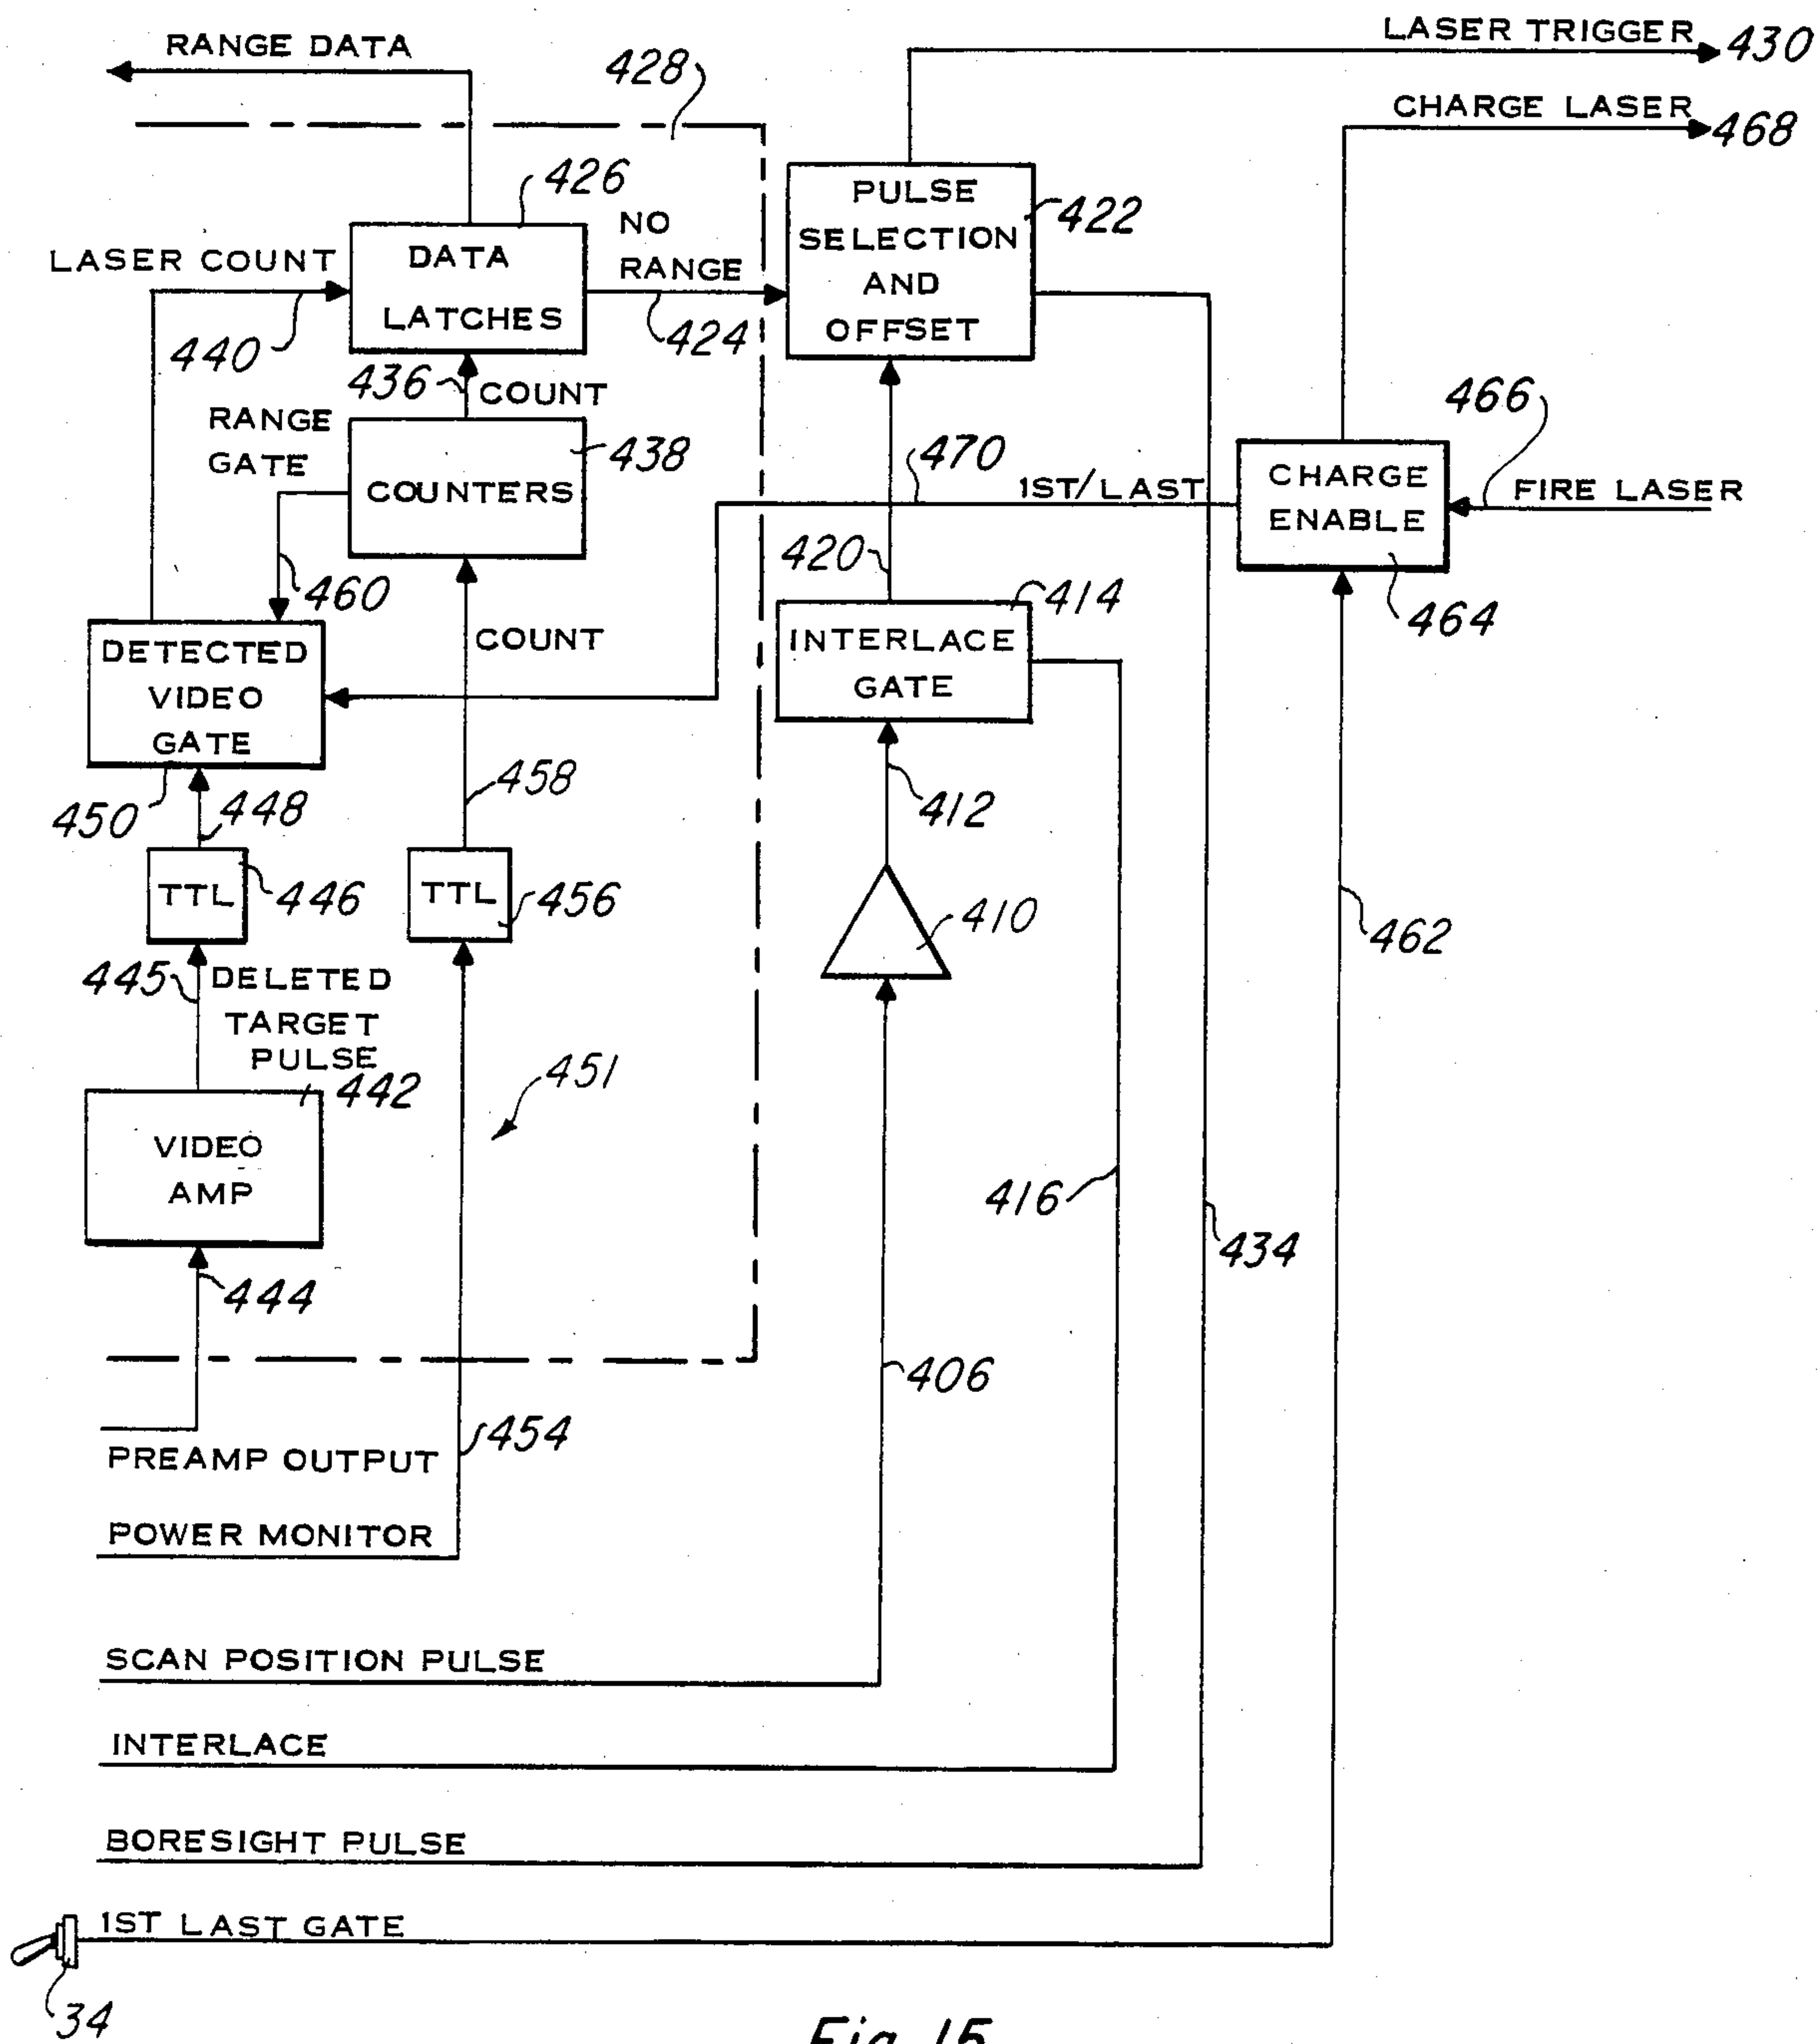 RANGE DATA
428
LASER TRIGGER
430
CHARGE LASER
468
426
NO
RANGE
424
LASER COUNT
440
DATA
LATCHES
PULSE
SELECTION
AND
OFFSET
422
436
COUNT
RANGE
GATE
COUNTERS
438
460
470
1ST/LAST
466
FIRE LASER
CHARGE
ENABLE
464
420
414
INTERLACE
GATE
COUNT
DETECTED
VIDEO
GATE
450
448
458
412
TTL
446
TTL
456
410
462
445
DELETED
TARGET
PULSE
442
451
VIDEO
AMP
416
434
444
406
454
PREAMP OUTPUT
POWER MONITOR
SCAN POSITION PULSE
INTERLACE
BORESIGHT PULSE
1ST LAST GATE
34
Fig. 15